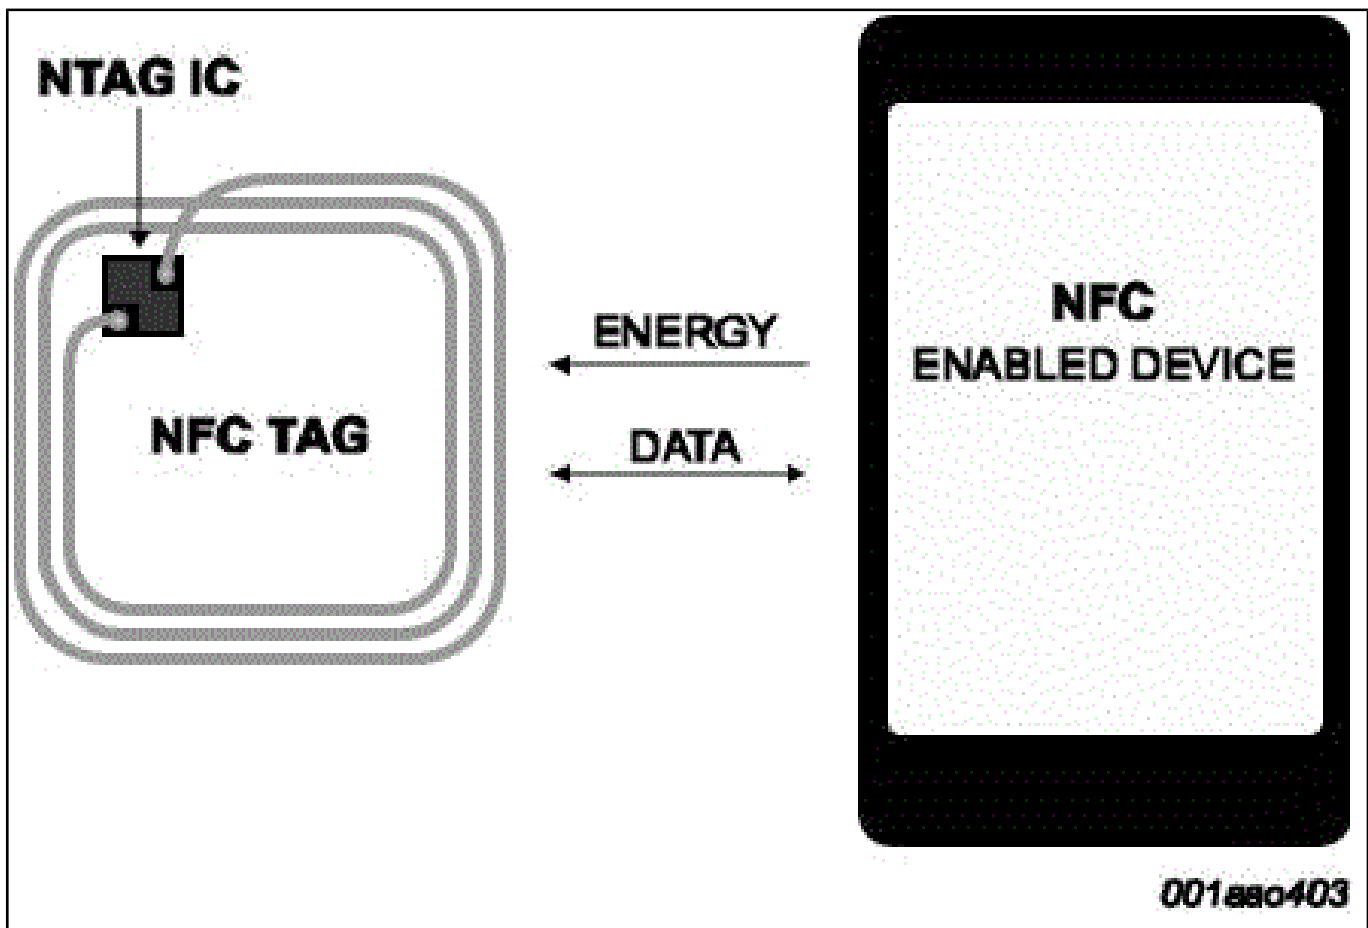 NTAG IC
NFC TAG
ENERGY
DATA
NFC
ENABLED DEVICE
001aao403